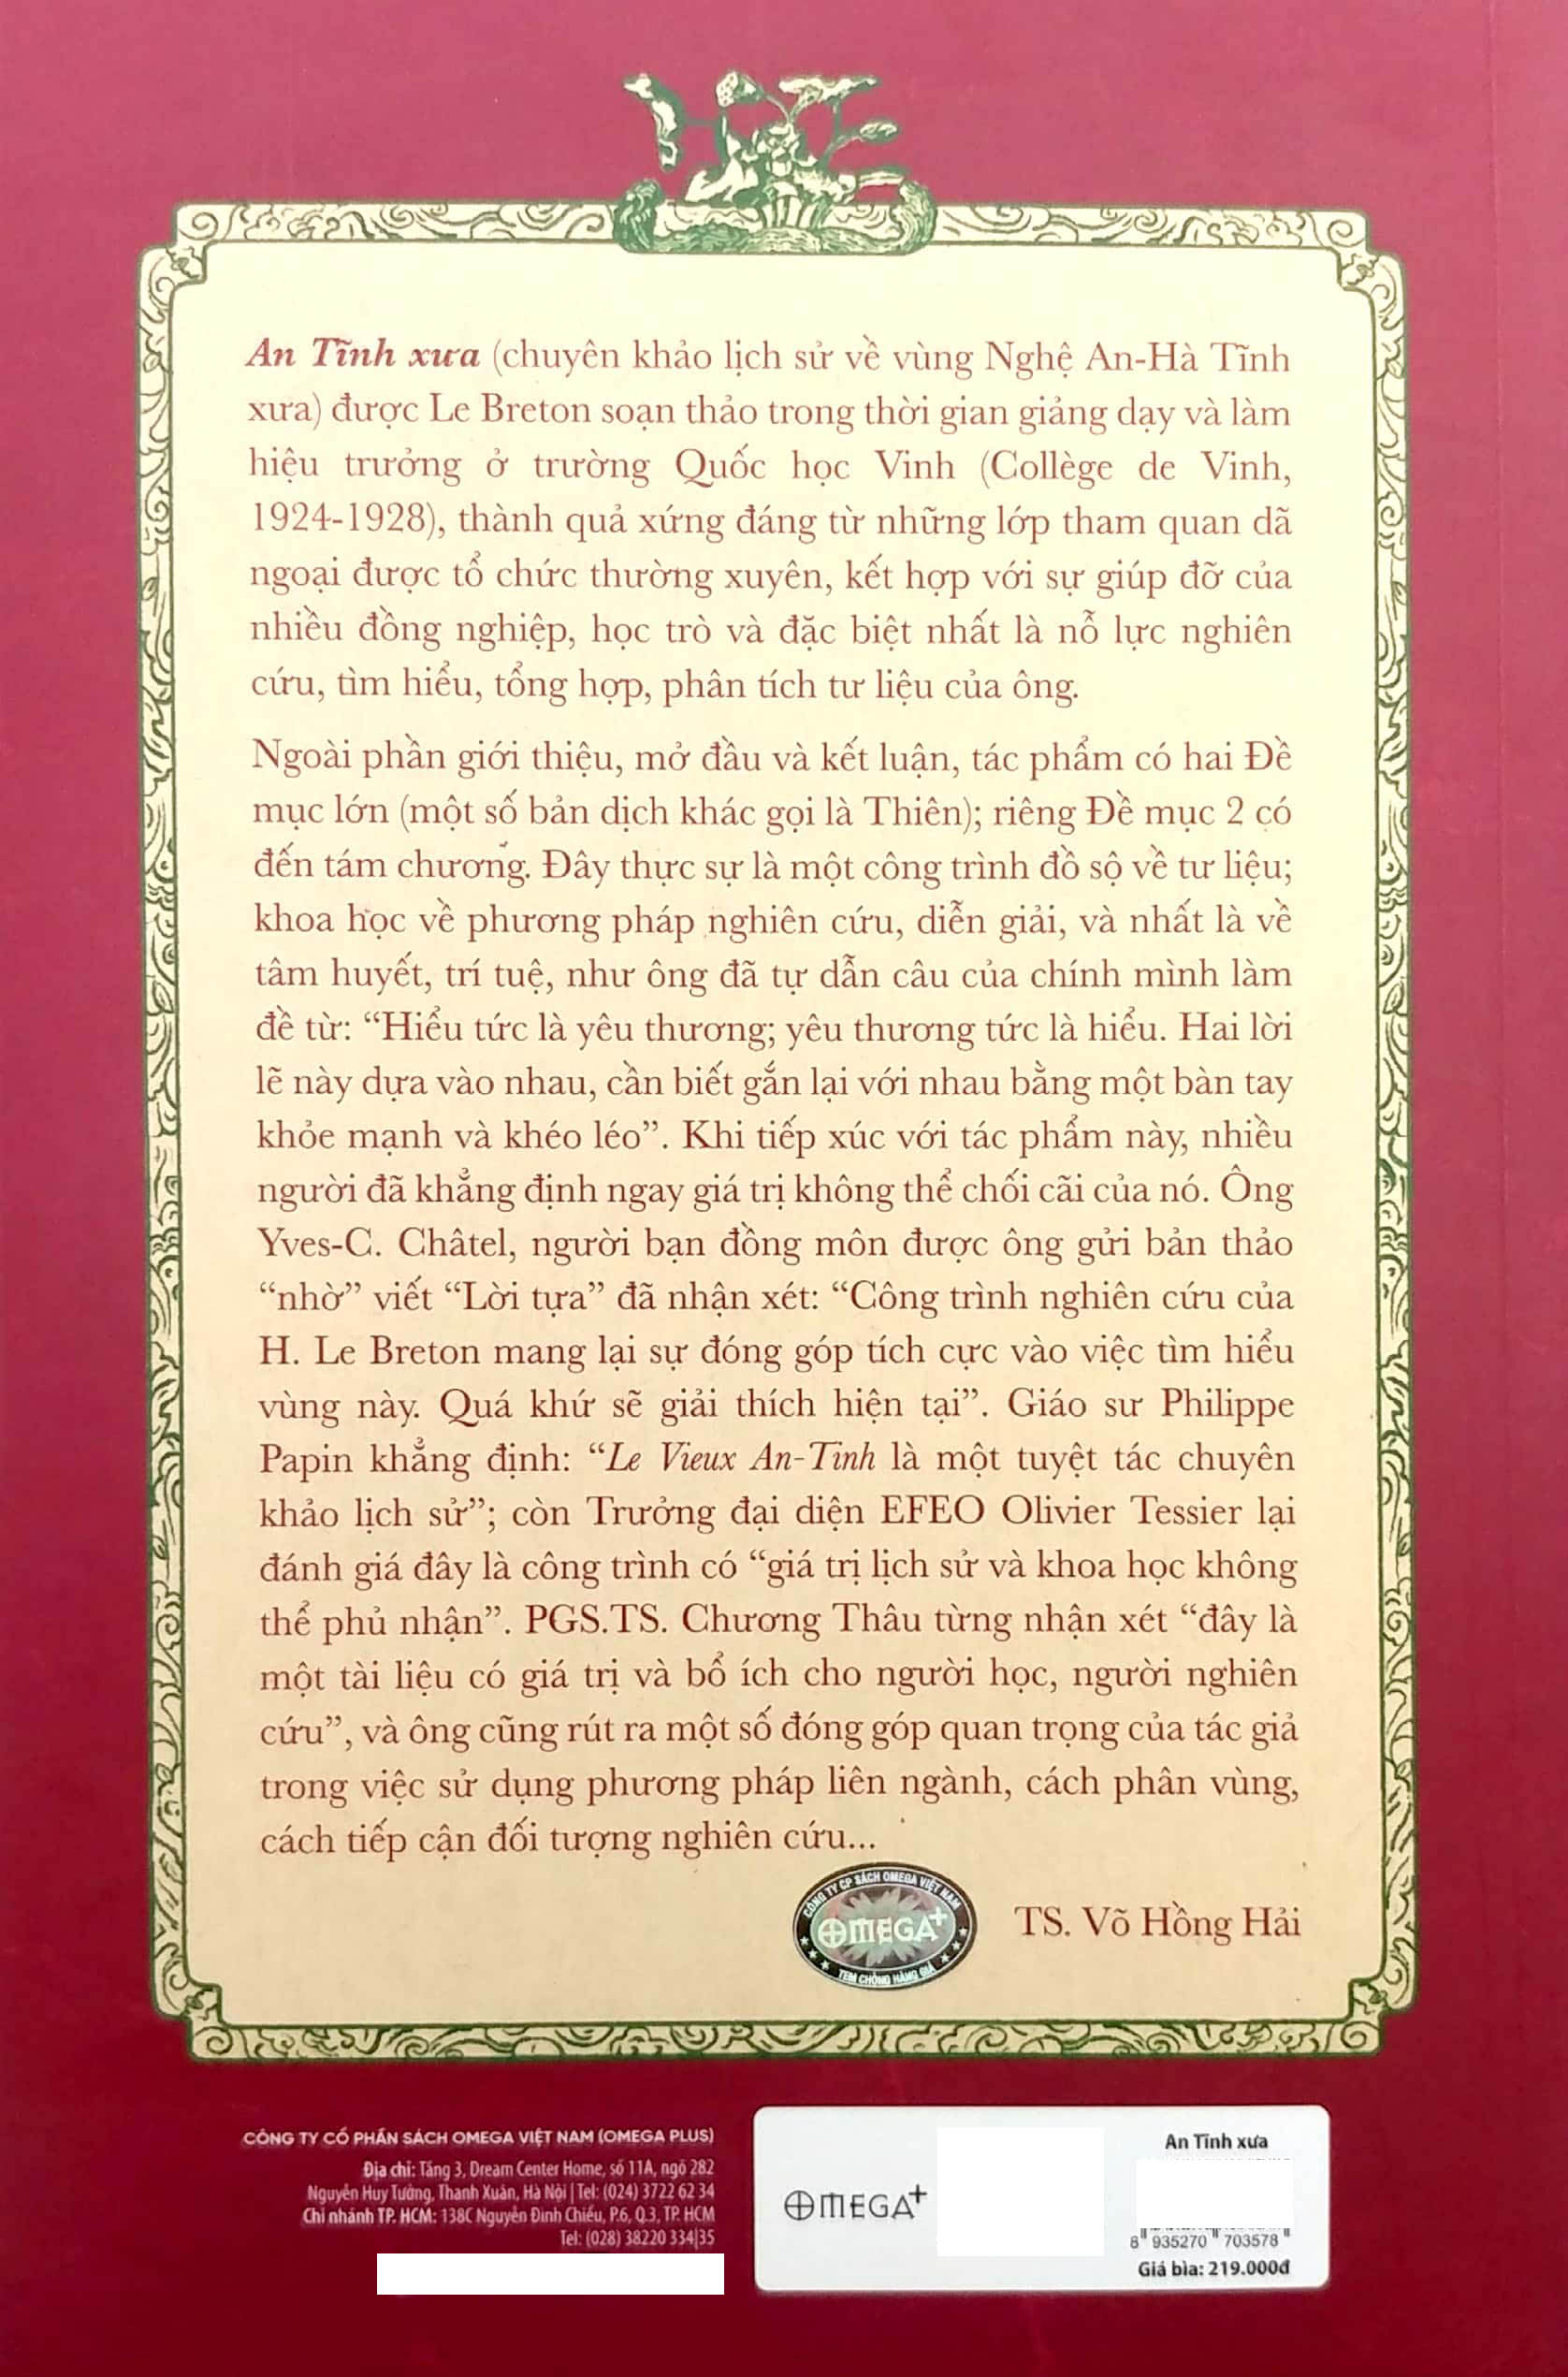 An Tĩnh xưa (chuyên khảo lịch sử về vùng Nghệ An-Hà Tĩnh
xưa) được Le Breton soạn thảo trong thời gian giảng dạy và làm
hiệu trưởng ở trường Quốc học Vinh (Collège de Vinh,
1924-1928), thành quả xứng đáng từ những lớp tham quan dã
ngoại được tổ chức thường xuyên, kết hợp với sự giúp đỡ của
nhiều đồng nghiệp, học trò và đặc biệt nhất là nỗ lực nghiên
cứu, tìm hiểu, tổng hợp, phân tích tư liệu của ông.
Ngoài phần giới thiệu, mở đầu và kết luận, tác phẩm có hai Đề
mục lớn (một số bản dịch khác gọi là Thiên); riêng Đề mục 2 có
đến tám chương. Đây thực sự là một công trình đồ sộ về tư liệu;
khoa học về phương pháp nghiên cứu, diễn giải, và nhất là về
tâm huyết, trí tuệ, như ông đã tự dẫn câu của chính mình làm
đề từ: “Hiểu tức là yêu thương; yêu thương tức là hiểu. Hai lời
lẽ này dựa vào nhau, cần biết gắn lại với nhau bằng một bàn tay
khỏe mạnh và khéo léo”. Khi tiếp xúc với tác phẩm này, nhiều
người đã khẳng định ngay giá trị không thể chối cãi của nó. Ông
Yves-C. Châtel, người bạn đồng môn được ông gửi bản thảo
“nhờ” viết “Lời tựa” đã nhận xét: “Công trình nghiên cứu của
H. Le Breton mang lại sự đóng góp tích cực vào việc tìm hiểu
vùng này. Quá khứ sẽ giải thích hiện tại”. Giáo sư Philippe
Papin khẳng định: “Le Vieux An-Tinh là một tuyệt tác chuyên
khảo lịch sử”; còn Trưởng đại diện EFEO Olivier Tessier lại
đánh giá đây là công trình có “giá trị lịch sử và khoa học không
thể phủ nhận”. PGS.TS. Chương Thâu từng nhận xét “đây là
một tài liệu có giá trị và bổ ích cho người học, người nghiên
cứu”, và ông cũng rút ra một số đóng góp quan trọng của tác giả
trong việc sử dụng phương pháp liên ngành, cách phân vùng,
cách tiếp cận đối tượng nghiên cứu...
CÔNG TY CP SÁCH OMEGA VIỆT NAM
OMEGA+
TEM CHỐNG HÀNG GIẢ
TS. Võ Hồng Hải
CÔNG TY CỔ PHẦN SÁCH OMEGA VIỆT NAM (OMEGA PLUS)
Địa chỉ: Tầng 3, Dream Center Home, số 11A, ngõ 282
Nguyễn Huy Tưởng, Thanh Xuân, Hà Nội | Tel: (024) 3722 62 34
Chi nhánh TP. HCM: 138C Nguyễn Đình Chiểu, P.6, Q.3, TP. HCM
Tel: (028) 38220 334|35
OMEGA+
An Tĩnh xưa
8 935270 703578
Giá bìa: 219.000đ